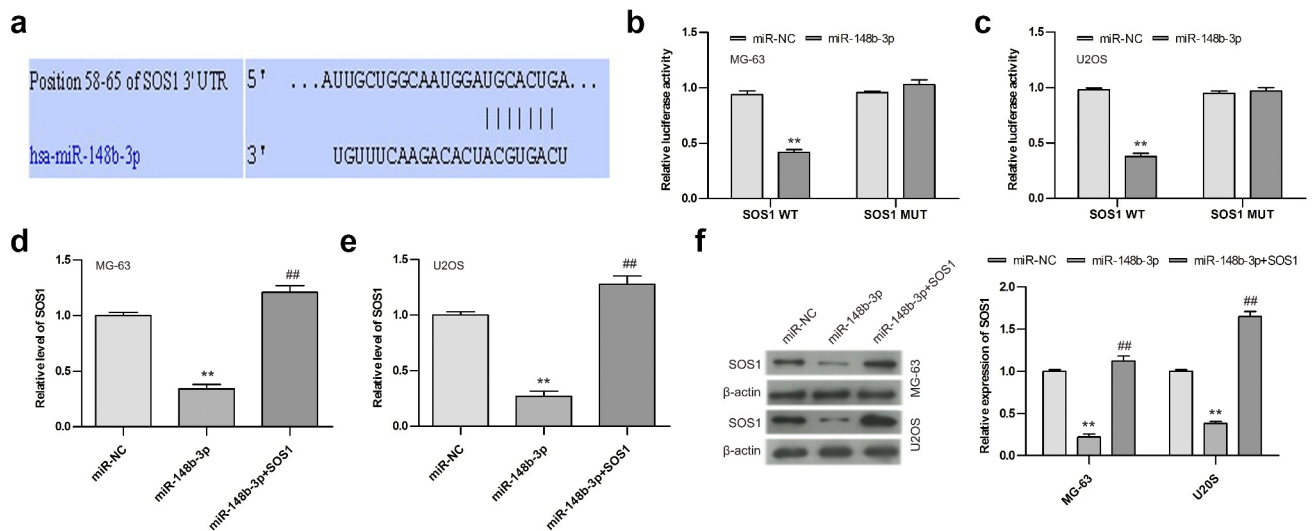 a
Position 58-65 of SOS1 3' UTR 5' ...AUUGCUGGCAAUGGAUGCACUGA...
hsa-miR-148b-3p 3' UGUUUCAAGACACUACGUGACU
b
miR-NC miR-148b-3p
MG-63
Relative luciferase activity
1.5
1.0
0.5
0.0
**
SOS1 WT SOS1 MUT
c
miR-NC miR-148b-3p
U2OS
Relative luciferase activity
1.5
1.0
0.5
0.0
**
SOS1 WT SOS1 MUT
d
MG-63
Relative level of SOS1
1.5
1.0
0.5
0.0
**
##
miR-NC
miR-148b-3p
miR-148b-3p+SOS1
e
U2OS
Relative level of SOS1
1.5
1.0
0.5
0.0
**
##
miR-NC
miR-148b-3p
miR-148b-3p+SOS1
f
miR-NC
miR-148b-3p
miR-148b-3p+SOS1
SOS1
β-actin
MG-63
SOS1
β-actin
U2OS
miR-NC miR-148b-3p miR-148b-3p+SOS1
Relative expression of SOS1
2.0
1.5
1.0
0.5
0.0
**
##
**
##
MG-63
U20S